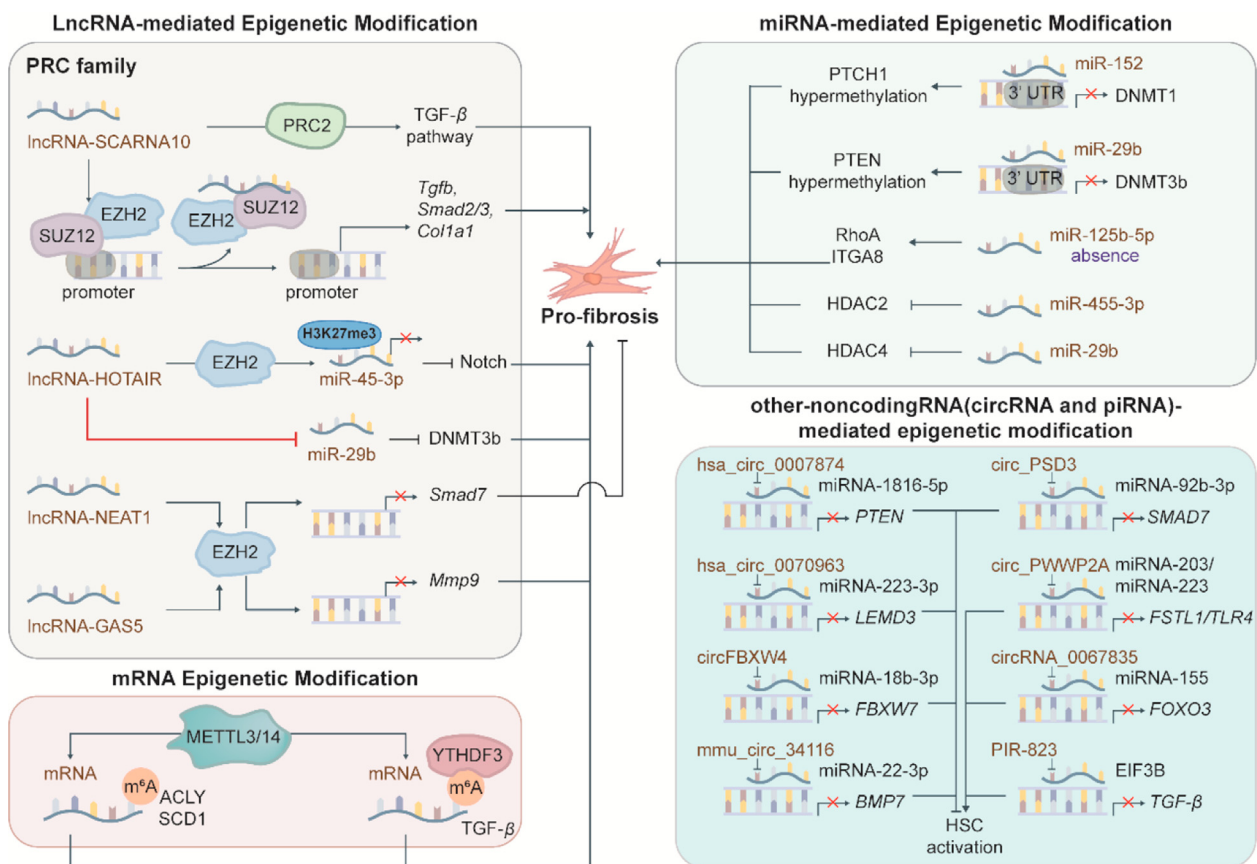 LncRNA-mediated Epigenetic Modification
PRC family
lncRNA-SCARNA10
PRC2
TGF-β
pathway
SUZ12
EZH2
EZH2
SUZ12
promoter
promoter
Tgfb,
Smad2/3,
Col1a1
lncRNA-HOTAIR
EZH2
H3K27me3
miR-45-3p
Notch
miR-29b
DNMT3b
lncRNA-NEAT1
EZH2
Smad7
lncRNA-GAS5
Mmp9
Pro-fibrosis
mRNA Epigenetic Modification
METTL3/14
mRNA
m⁶A
ACLY
SCD1
mRNA
YTHDF3
m⁶A
TGF-β
miRNA-mediated Epigenetic Modification
PTCH1
hypermethylation
3' UTR
miR-152
DNMT1
PTEN
hypermethylation
3' UTR
miR-29b
DNMT3b
RhoA
ITGA8
miR-125b-5p
absence
HDAC2
miR-455-3p
HDAC4
miR-29b
other-noncodingRNA(circRNA and piRNA)-
mediated epigenetic modification
hsa_circ_0007874
miRNA-1816-5p
PTEN
circ_PSD3
miRNA-92b-3p
SMAD7
hsa_circ_0070963
miRNA-223-3p
LEMD3
circ_PWWP2A
miRNA-203/
miRNA-223
FSTL1/TLR4
circFBXW4
miRNA-18b-3p
FBXW7
circRNA_0067835
miRNA-155
FOXO3
mmu_circ_34116
miRNA-22-3p
BMP7
PIR-823
EIF3B
TGF-β
HSC
activation